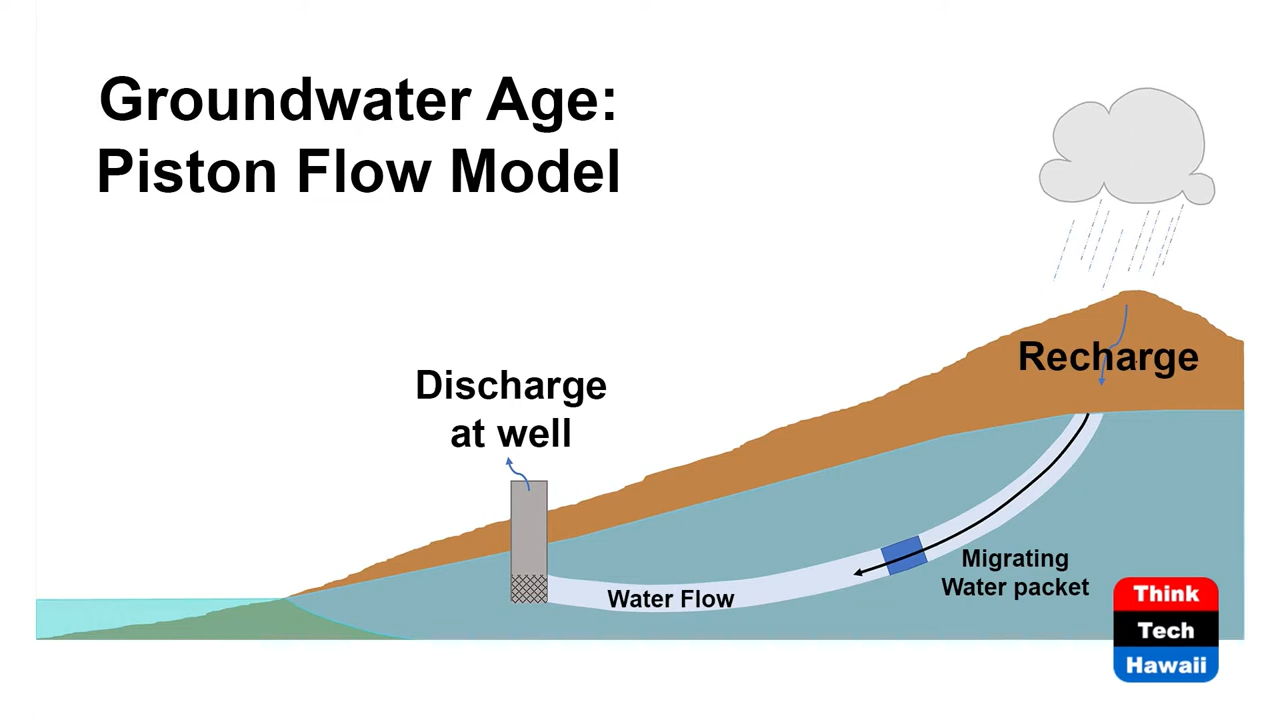 Groundwater Age:
Piston Flow Model
Recharge
Discharge
at well
Migrating
Water packet
Water Flow
Think
Tech
Hawaii